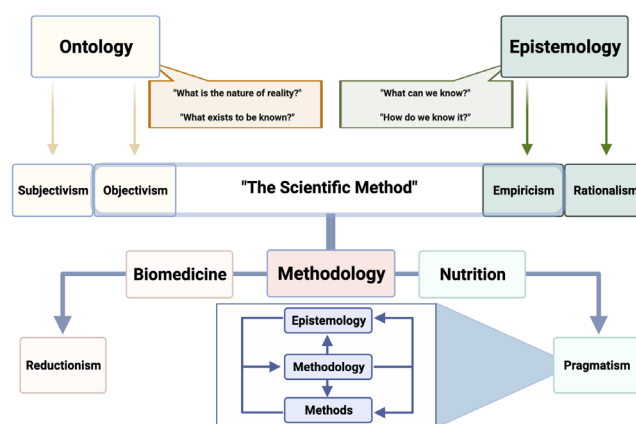 Ontology
Epistemology
"What is the nature of reality?"
"What exists to be known?"
"What can we know?"
"How do we know it?"
Subjectivism
Objectivism
"The Scientific Method"
Empiricism
Rationalism
Biomedicine
Methodology
Nutrition
Reductionism
Epistemology
Methodology
Methods
Pragmatism